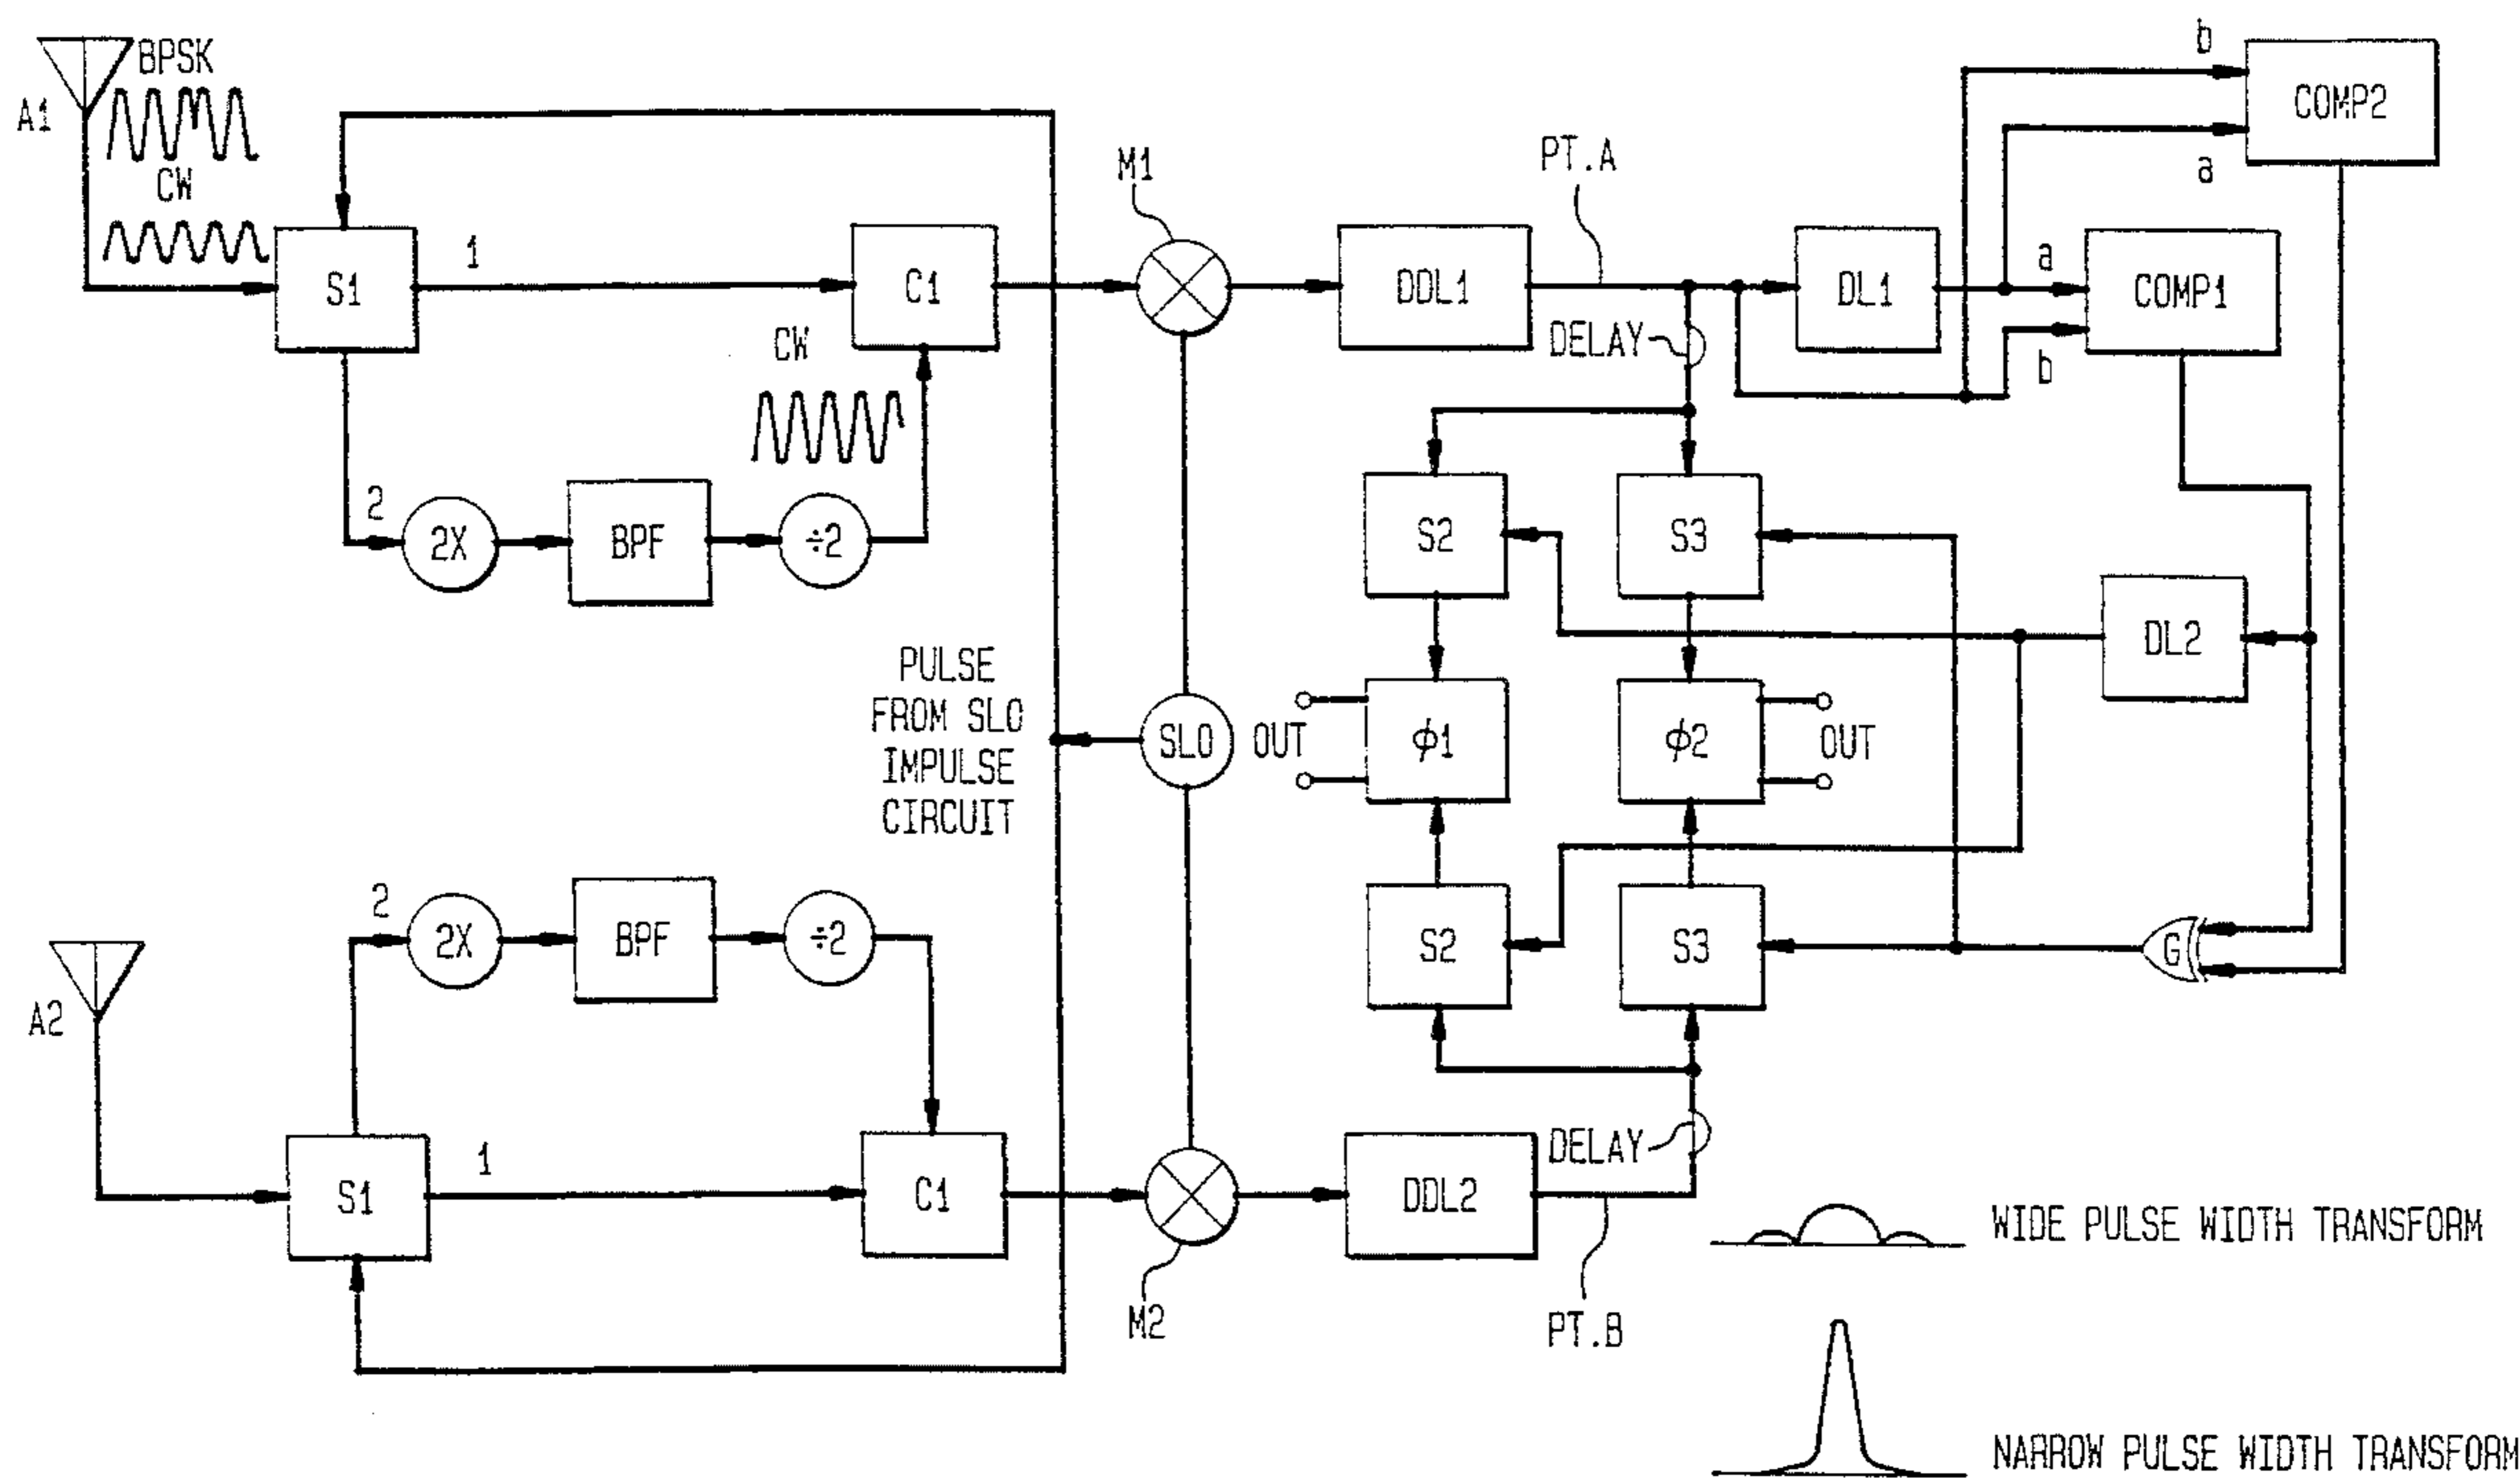 BPSK
A1
CW
S1
1
C1
CW
2
2X
BPF
÷2
M1
DDL1
PT.A
DELAY
DL1
a
b
COMP1
b
a
COMP2
S2
S3
DL2
PULSE
FROM SLO
IMPULSE
CIRCUIT
SLO
OUT
ϕ1
ϕ2
OUT
2
2X
BPF
÷2
A2
S2
S3
G
S1
1
C1
M2
DDL2
DELAY
PT.B
WIDE PULSE WIDTH TRANSFORM
NARROW PULSE WIDTH TRANSFORM